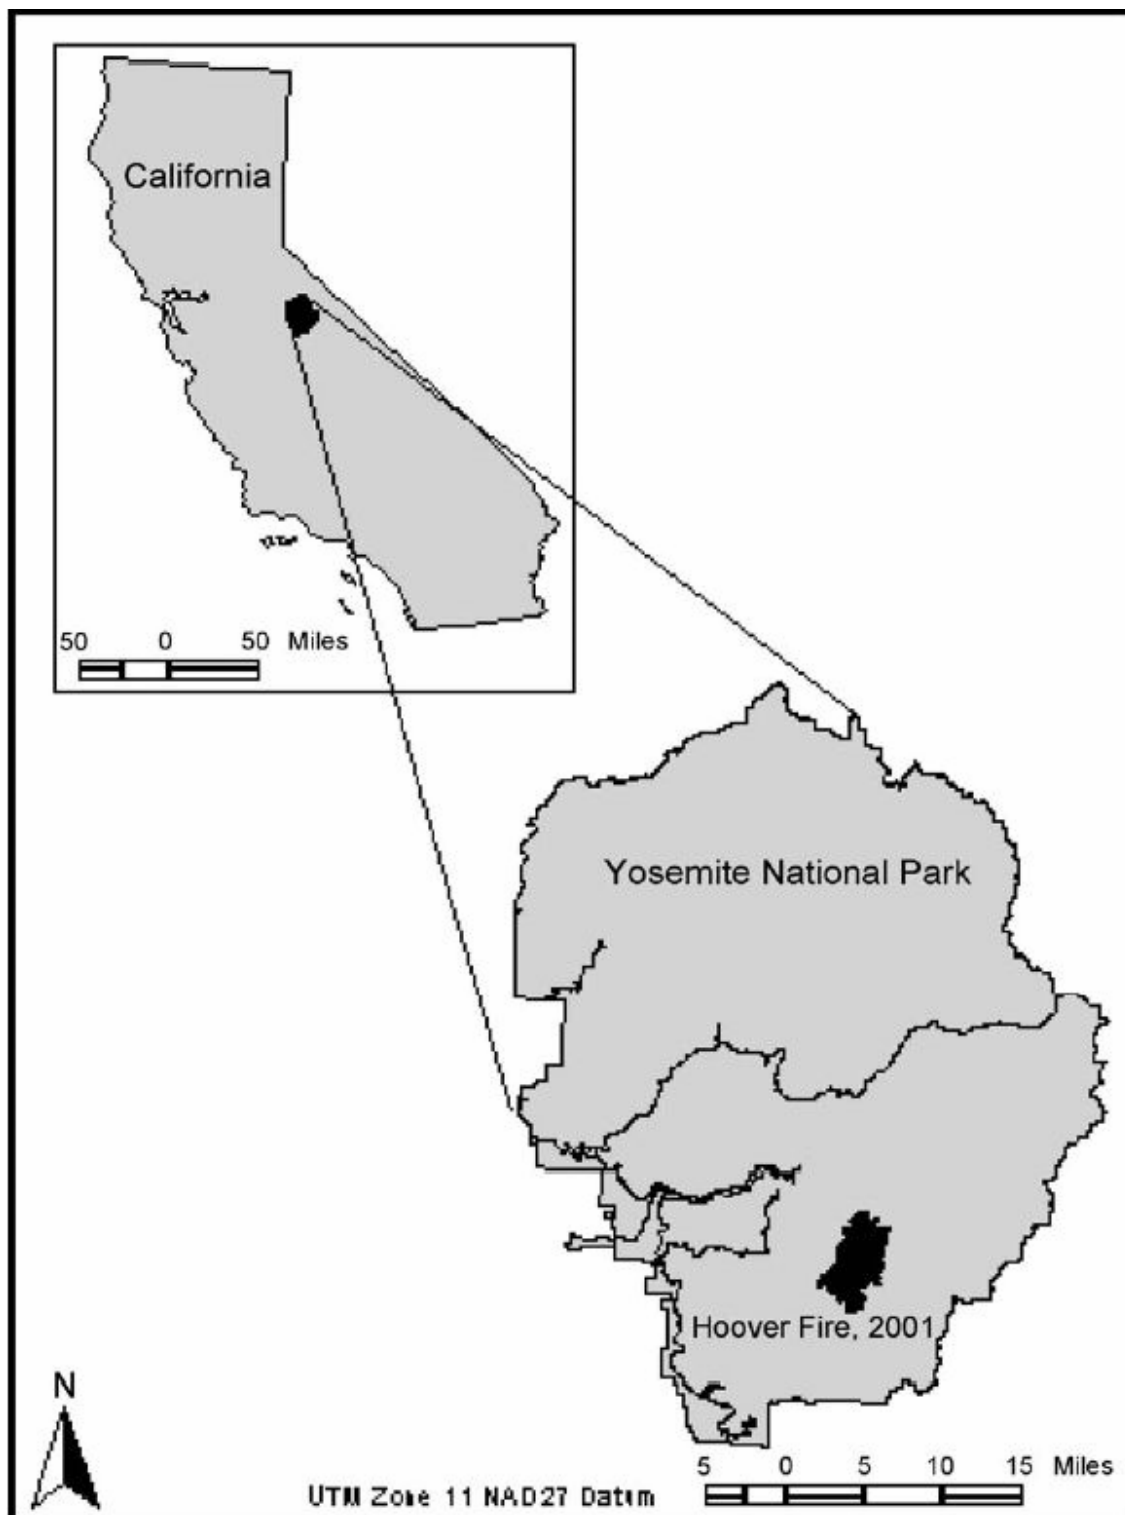 California
50 0 50 Miles
Yosemite National Park
Hoover Fire, 2001
N
5 0 5 10 15 Miles
UTM Zone 11 NAD27 Datum